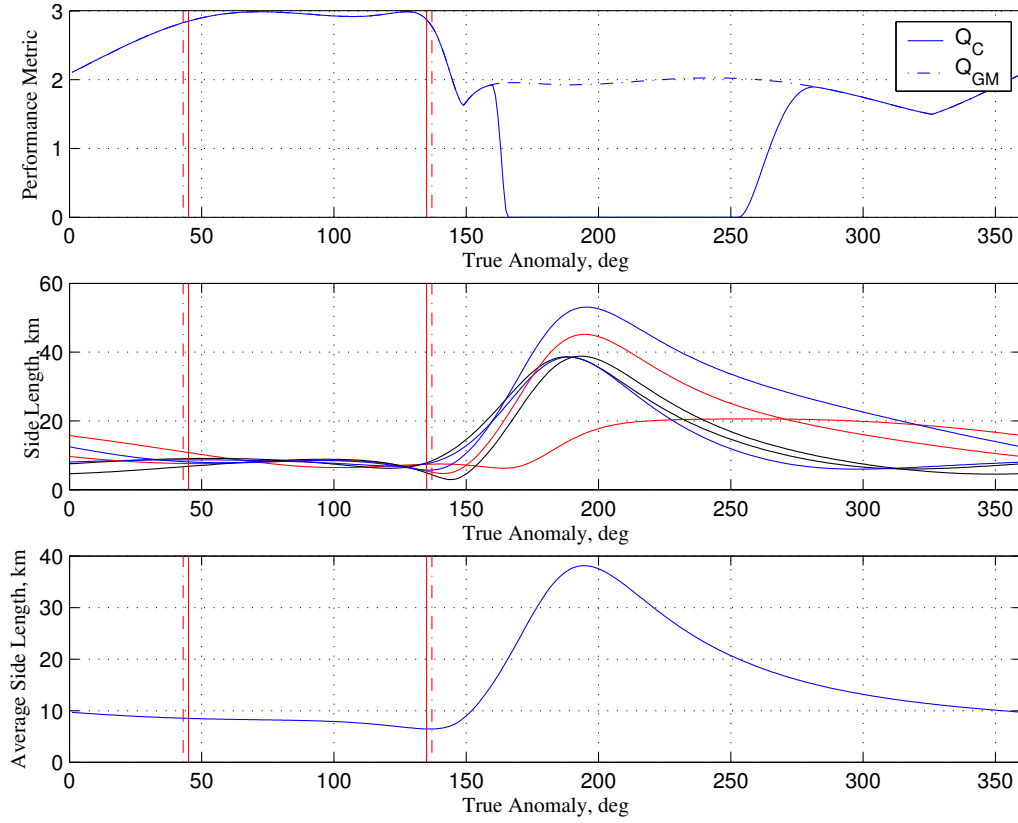 3
2
1
0
Performance Metric
0 50 100 150 200 250 300 350
True Anomaly, deg
Q_C
Q_GM
60
40
20
0
Side Length, km
0 50 100 150 200 250 300 350
True Anomaly, deg
40
30
20
10
0
Average Side Length, km
0 50 100 150 200 250 300 350
True Anomaly, deg